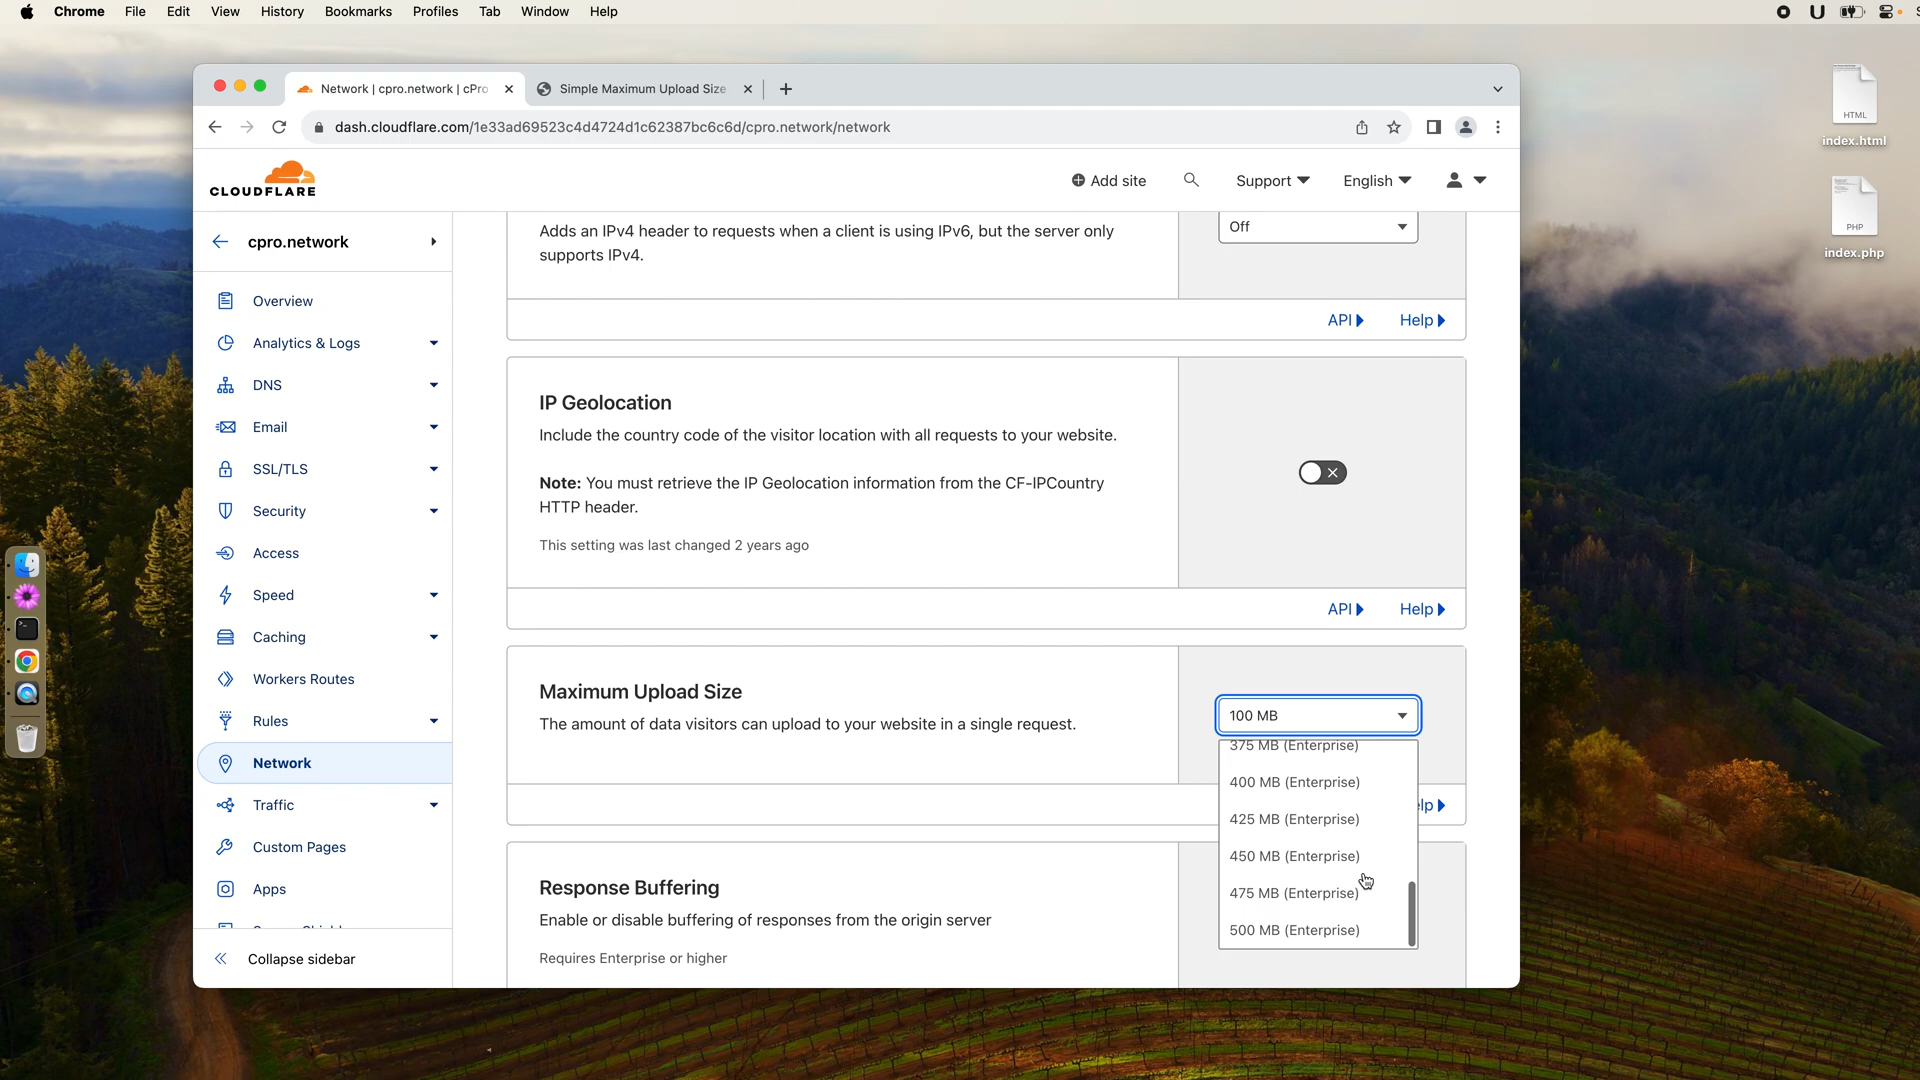 Chrome File Edit View History Bookmarks Profiles Tab Window Help
U
HTML
index.html
PHP
index.php
Network | cpro.network | cPro
Simple Maximum Upload Size
dash.cloudflare.com/1e33ad69523c4d4724d1c62387bc6c6d/cpro.network/network
CLOUDFLARE
Add site
Support
English
cpro.network
Overview
Analytics & Logs
DNS
Email
SSL/TLS
Security
Access
Speed
Caching
Workers Routes
Rules
Network
Traffic
Custom Pages
Apps
Collapse sidebar
Adds an IPv4 header to requests when a client is using IPv6, but the server only
supports IPv4.
Off
API
Help
IP Geolocation
Include the country code of the visitor location with all requests to your website.
Note: You must retrieve the IP Geolocation information from the CF-IPCountry
HTTP header.
This setting was last changed 2 years ago
API
Help
Maximum Upload Size
The amount of data visitors can upload to your website in a single request.
100 MB
375 MB (Enterprise)
400 MB (Enterprise)
425 MB (Enterprise)
450 MB (Enterprise)
475 MB (Enterprise)
500 MB (Enterprise)
lp
Response Buffering
Enable or disable buffering of responses from the origin server
Requires Enterprise or higher